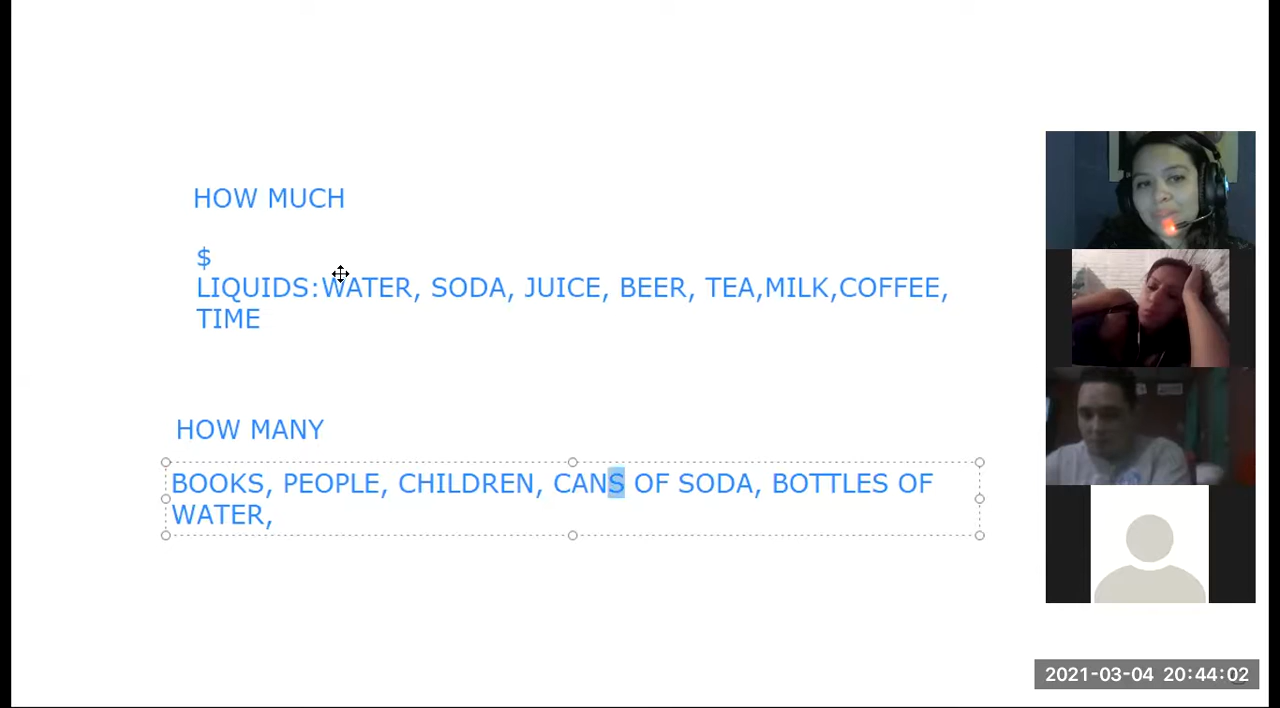 HOW MUCH
$
LIQUIDS:WATER, SODA, JUICE, BEER, TEA,MILK,COFFEE,
TIME
HOW MANY
BOOKS, PEOPLE, CHILDREN, CANS OF SODA, BOTTLES OF
WATER,
2021-03-04 20:44:02